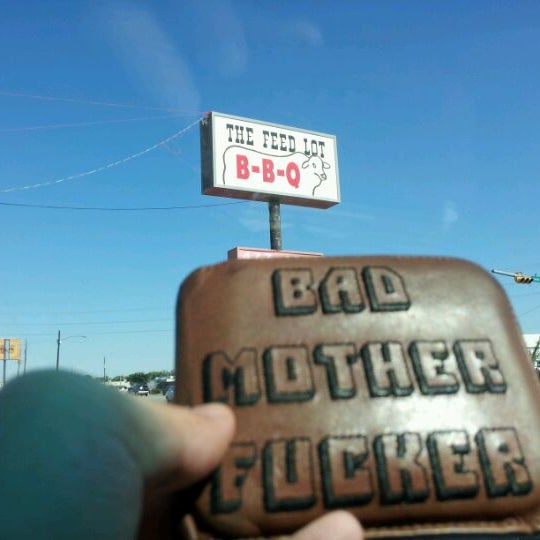 THE FEED LOT
B-B-Q
BAD
MOTHER
FUCKER